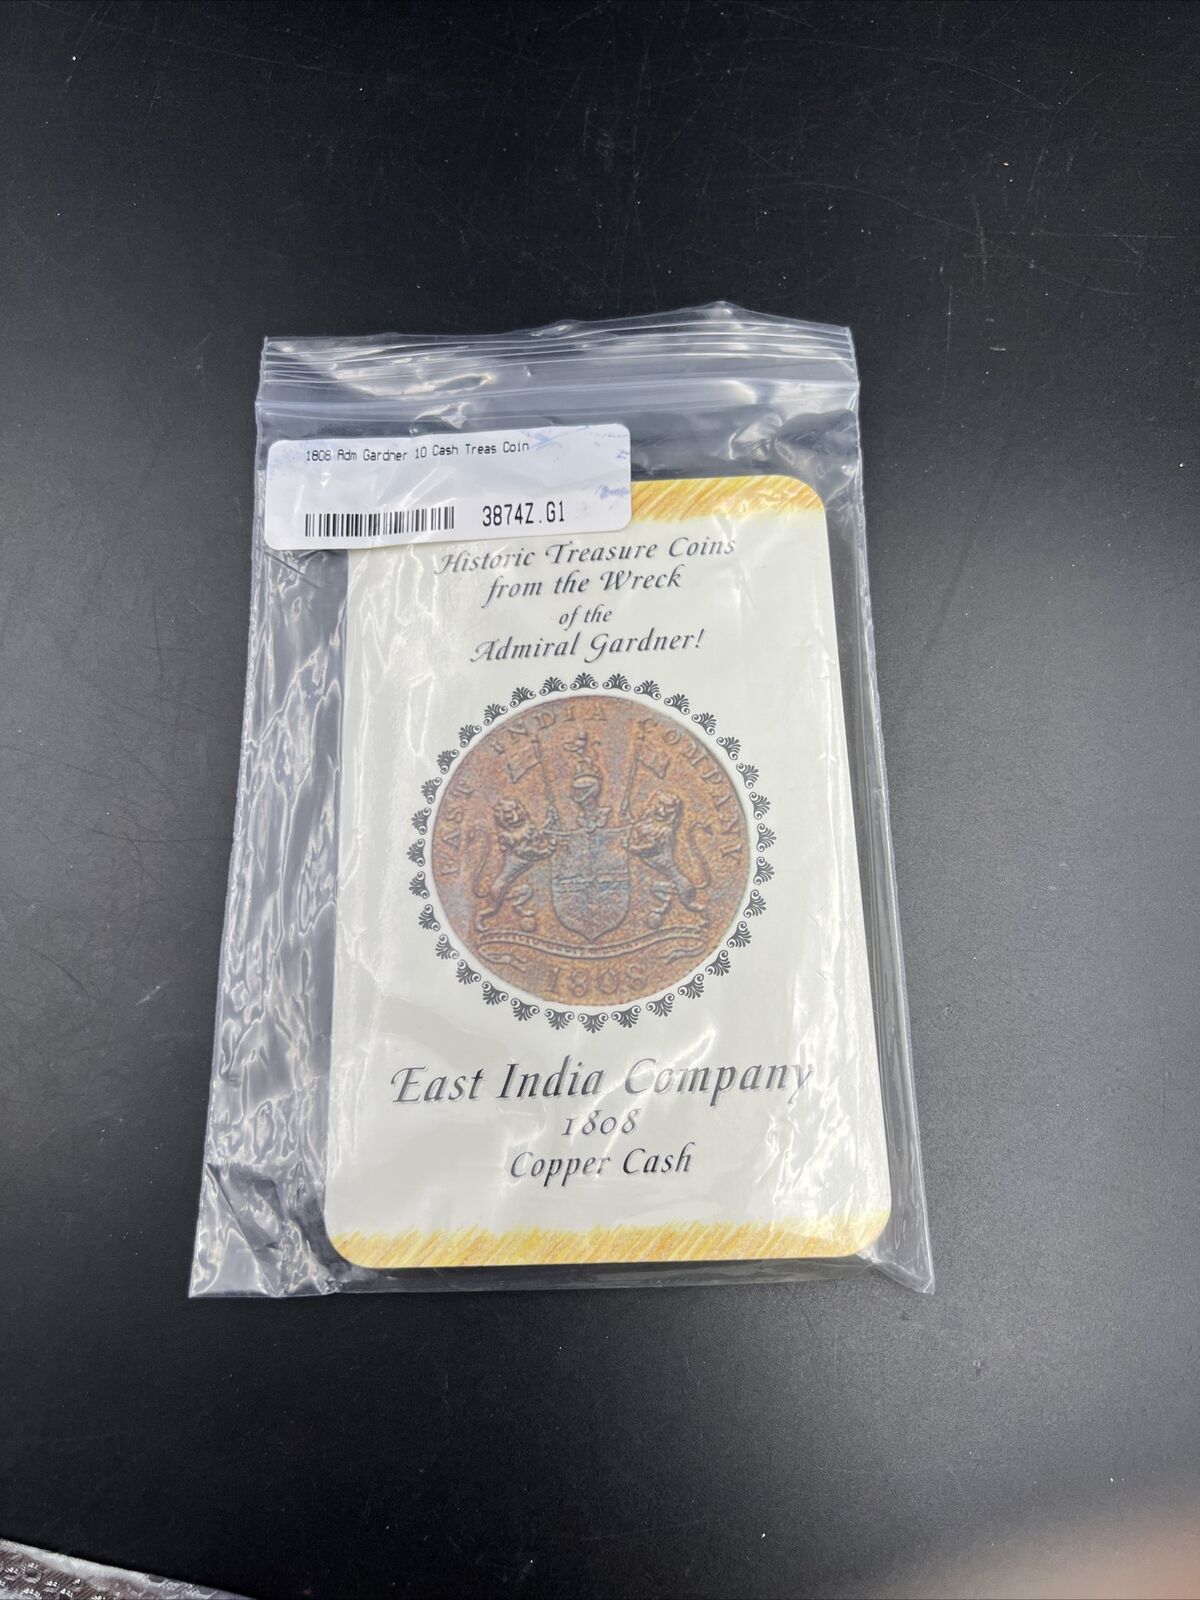 1808 Adm Gardner 10 Cash Treas Coin
3874Z.G1
Historic Treasure Coins
from the Wreck
of the
Admiral Gardner!
EAST INDIA COMPANY
1808
East India Company
1808
Copper Cash